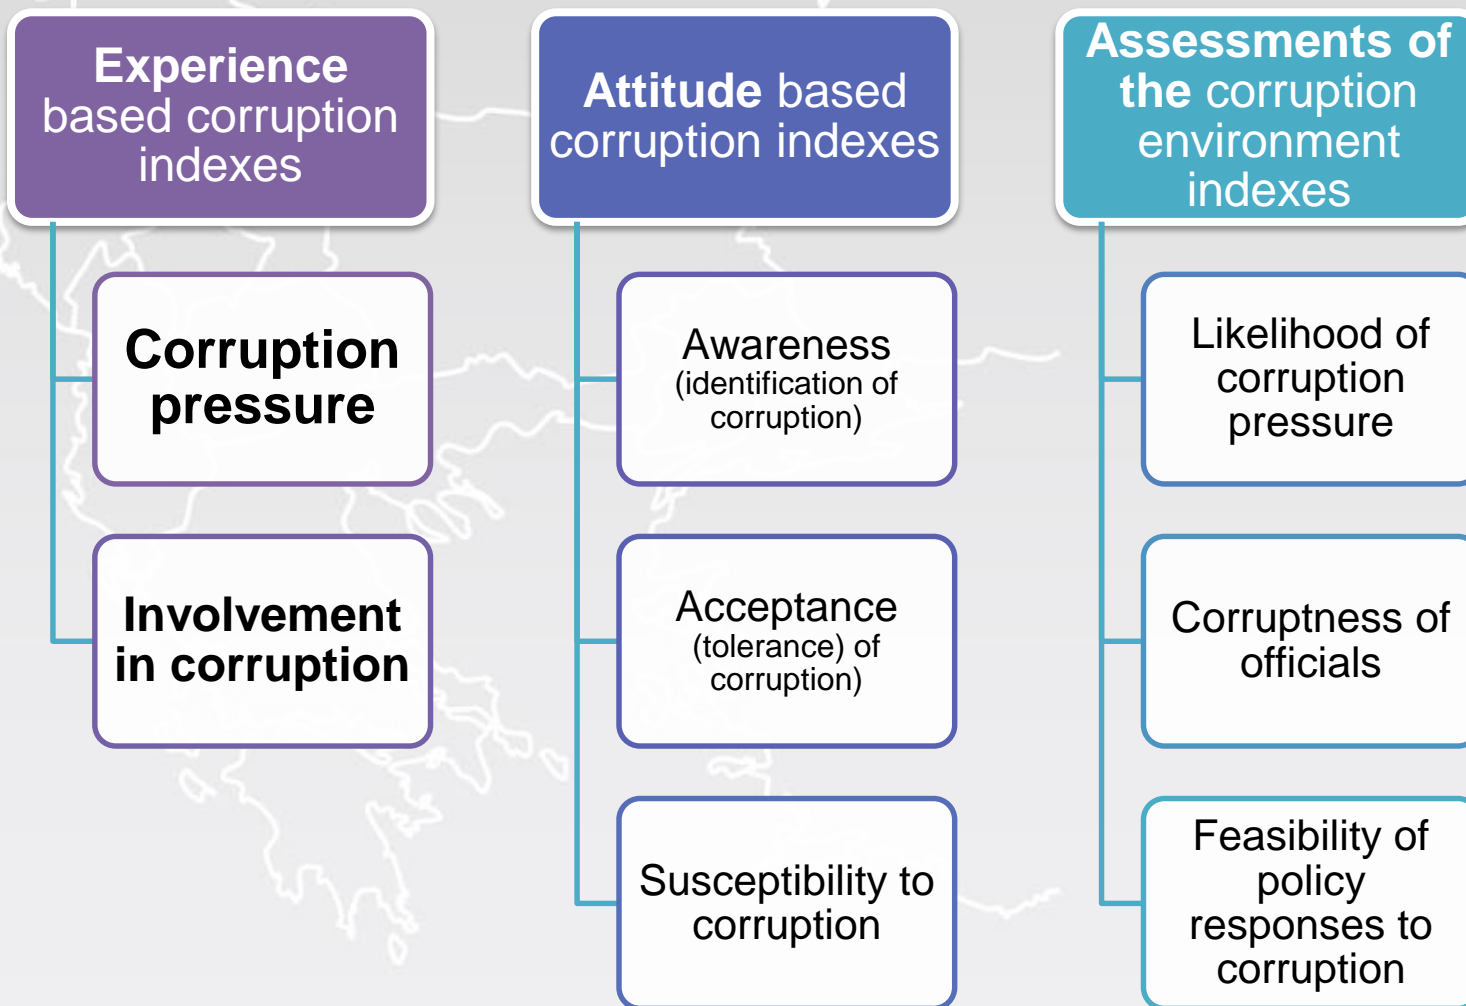 Experience
based corruption
indexes
Corruption
pressure
Involvement
in corruption
Attitude based
corruption indexes
Awareness
(identification of
corruption)
Acceptance
(tolerance) of
corruption)
Susceptibility to
corruption
Assessments of
the corruption
environment
indexes
Likelihood of
corruption
pressure
Corruptness of
officials
Feasibility of
policy
responses to
corruption